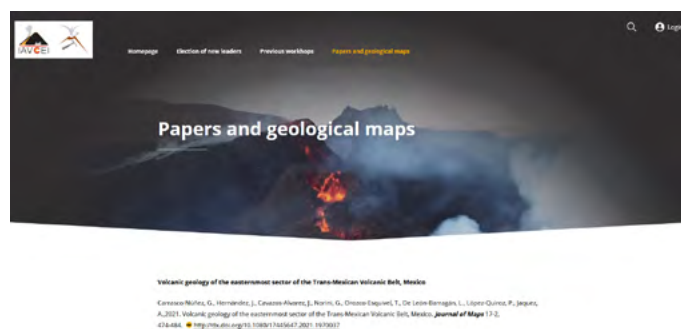 IAVCEI
Login
Homepage Election of new leaders Previous workhops Papers and geological maps
Papers and geological maps
Volcanic geology of the easternmost sector of the Trans-Mexican Volcanic Belt, Mexico
Carrasco-Núñez, G., Hernández, J., Cavazos-Alvarez, J., Norini, G., Orozco-Esquivel, T., De León-Barragán, L., López-Quiroz, P., Jaquez,
A.,2021. Volcanic geology of the easternmost sector of the Trans-Mexican Volcanic Belt, Mexico. Journal of Maps 17-2,
474-484. http://dx.doi.org/10.1080/17445647.2021.1970037